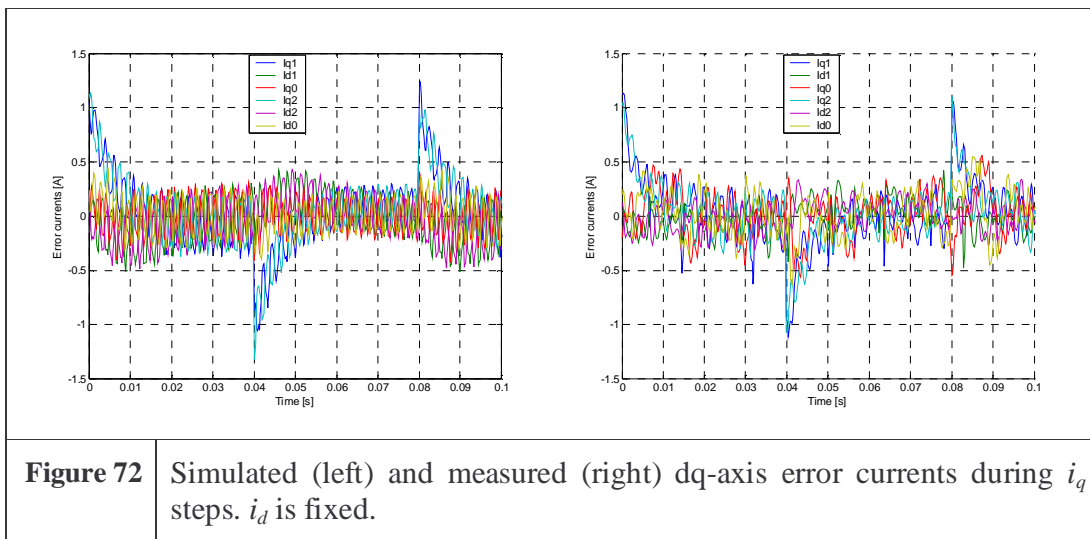 1.5
1
0.5
0
-0.5
-1
-1.5
Error currents [A]
Iq1
Id1
Iq0
Iq2
Id2
Id0
0 0.01 0.02 0.03 0.04 0.05 0.06 0.07 0.08 0.09 0.1
Time [s]
1.5
1
0.5
0
-0.5
-1
-1.5
Error currents [A]
Iq1
Id1
Iq0
Iq2
Id2
Id0
0 0.01 0.02 0.03 0.04 0.05 0.06 0.07 0.08 0.09 0.1
Time [s]
Figure 72 Simulated (left) and measured (right) dq-axis error currents during iq
steps. id is fixed.